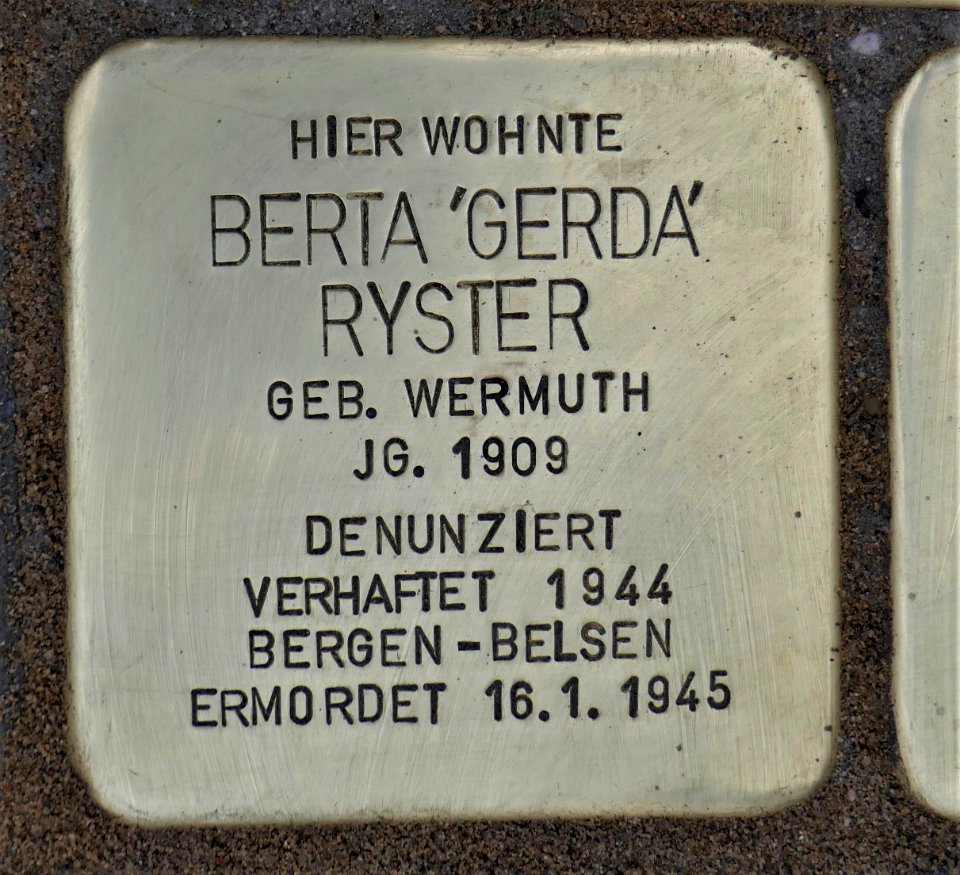 HIER WOHNTE
BERTA 'GERDA'
RYSTER
GEB. WERMUTH
JG. 1909
DENUNZIERT
VERHAFTET 1944
BERGEN-BELSEN
ERMORDET 16.1.1945